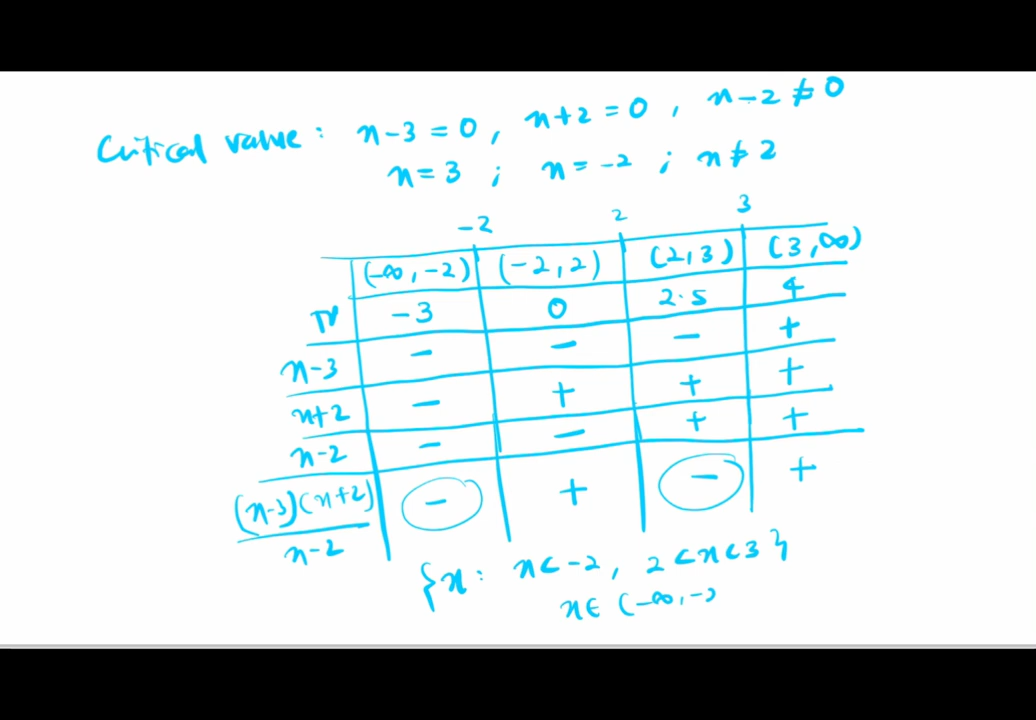 Critical value : x-3=0, x+2=0, x-2≠0
x=3 ; x=-2 ; x≠2
-2 2 3
(-∞,-2) (-2,2) (2,3) (3,∞)
TV -3 0 2.5 4
x-3 - - - +
x+2 - + + +
x-2 - - + +
(x-3)(x+2) - + - +
x-2
{x: x<-2, 2<x<3}
x∈ (-∞,-